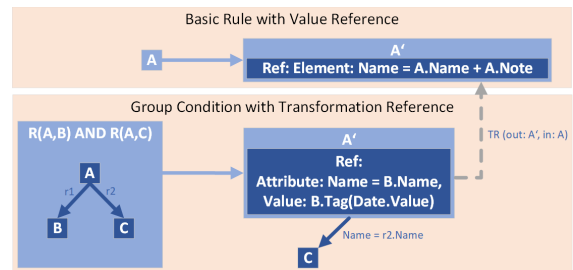 Basic Rule with Value Reference
A
A‘
Ref: Element: Name = A.Name + A.Note
Group Condition with Transformation Reference
R(A,B) AND R(A,C)
A
r1
r2
B
C
A‘
Ref:
Attribute: Name = B.Name,
Value: B.Tag(Date.Value)
TR (out: A‘, in: A)
Name = r2.Name
C